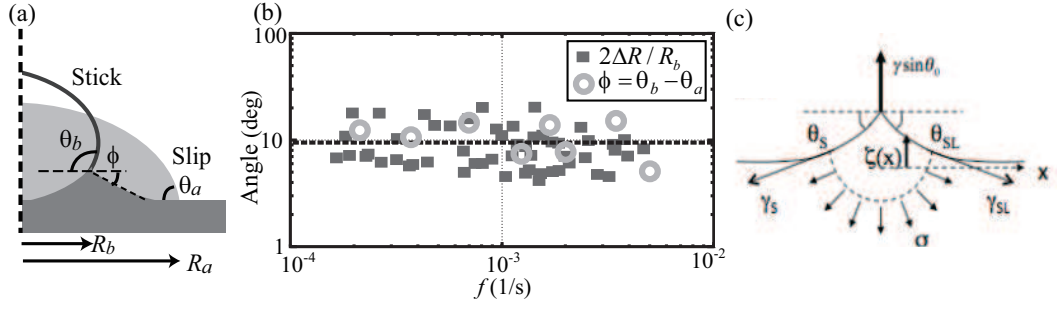 (a)
Stick
θb
ϕ
Slip
θa
Rb
Ra
(b)
Angle (deg)
100
10
1
2ΔR / Rb
ϕ = θb − θa
10-4
10-3
10-2
f (1/s)
(c)
γsinθ0
θS
θSL
ζ(x)
x
γS
γSL
σ